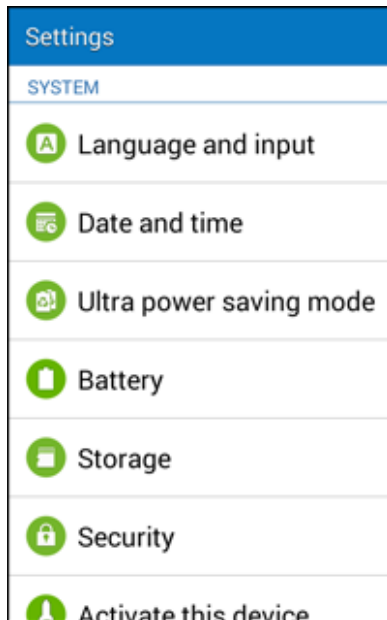 Settings
SYSTEM
A
Language and input
Date and time
Ultra power saving mode
Battery
Storage
Security
Activate this device